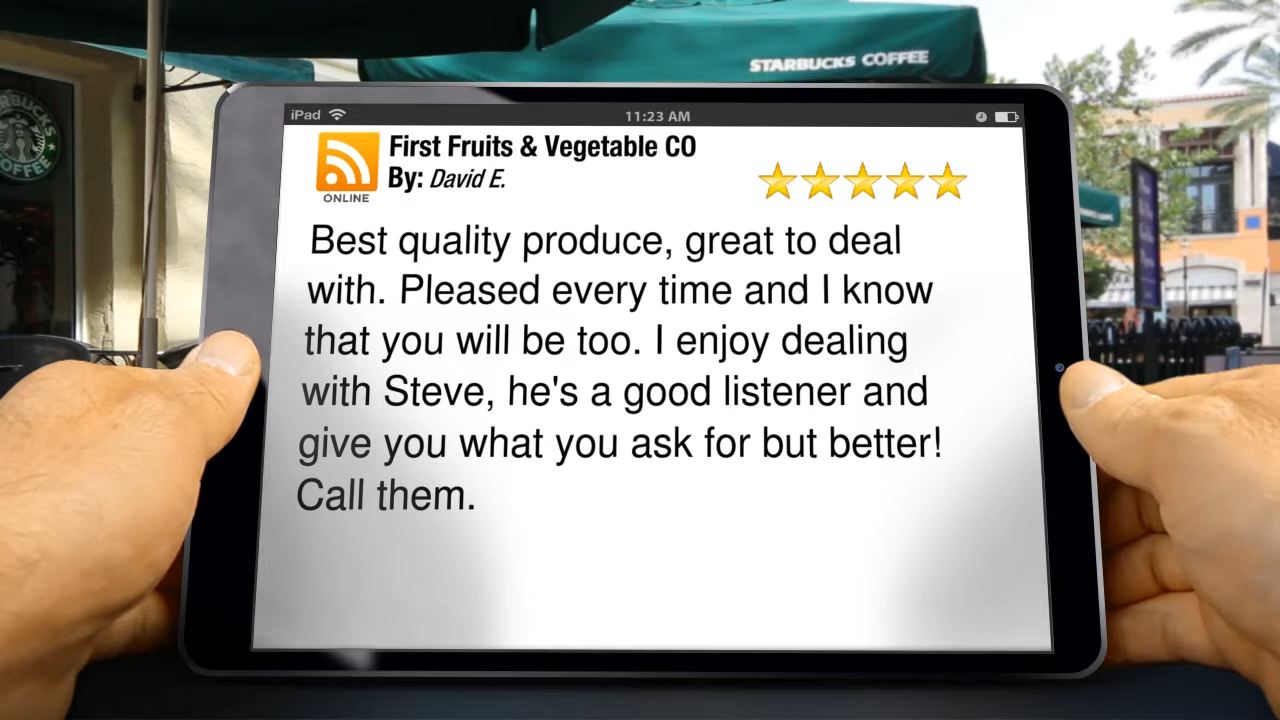 STARBUCKS COFFEE
iPad
11:23 AM
First Fruits & Vegetable CO
By: David E.
ONLINE
Best quality produce, great to deal
with. Pleased every time and I know
that you will be too. I enjoy dealing
with Steve, he's a good listener and
give you what you ask for but better!
Call them.